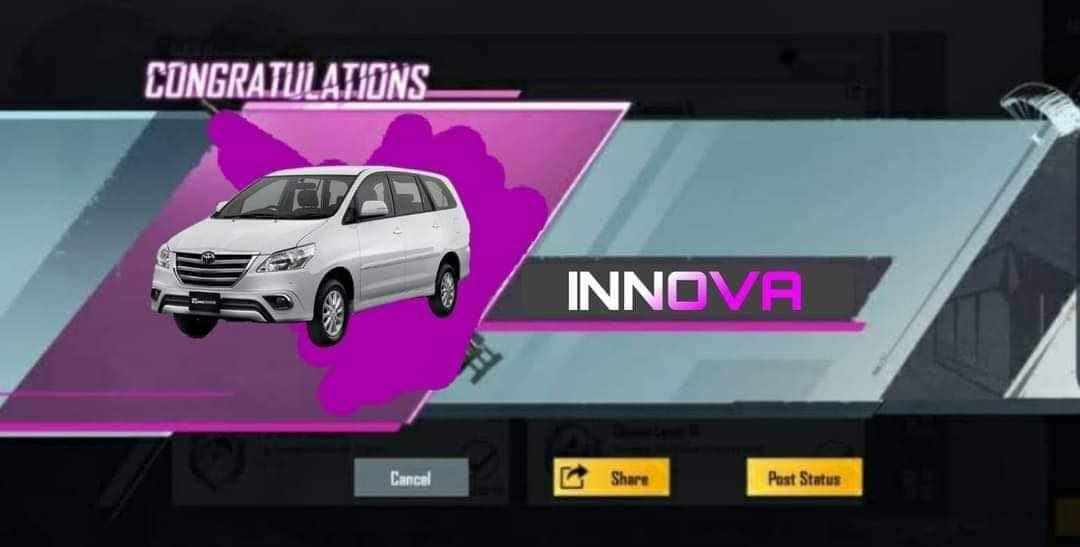 CONGRATULATIONS
INNOVA
Cancel
Share
Post Status